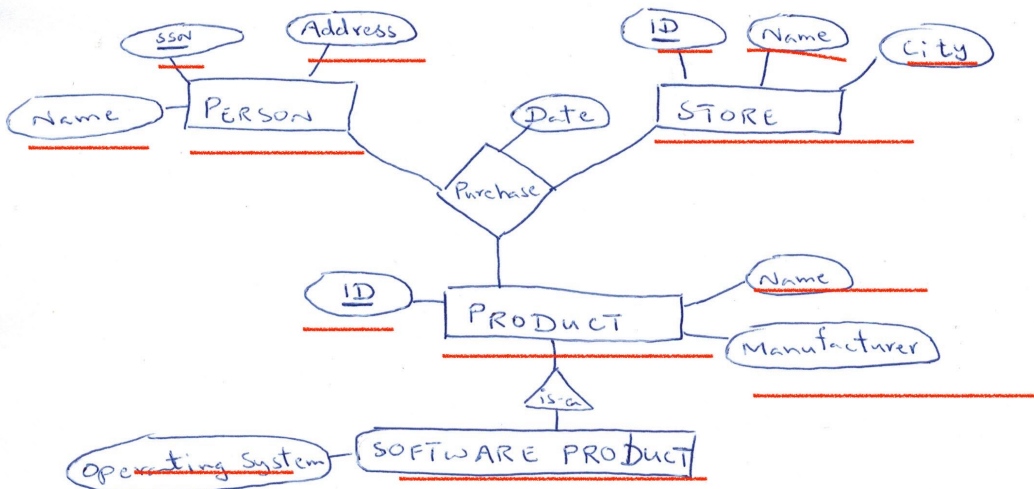 SSN
Address
ID
Name
City
Name
PERSON
Date
STORE
Purchase
ID
Name
PRODUCT
Manufacturer
is-a
Operating System
SOFTWARE PRODUCT